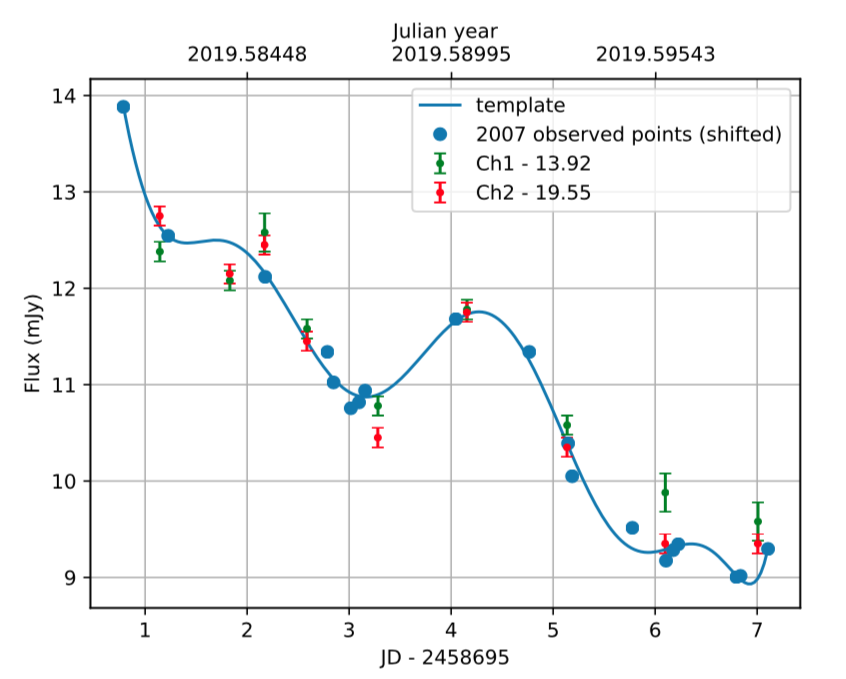 Julian year
2019.58448 2019.58995 2019.59543
template
2007 observed points (shifted)
Ch1 - 13.92
Ch2 - 19.55
Flux (mJy)
14
13
12
11
10
9
1 2 3 4 5 6 7
JD - 2458695